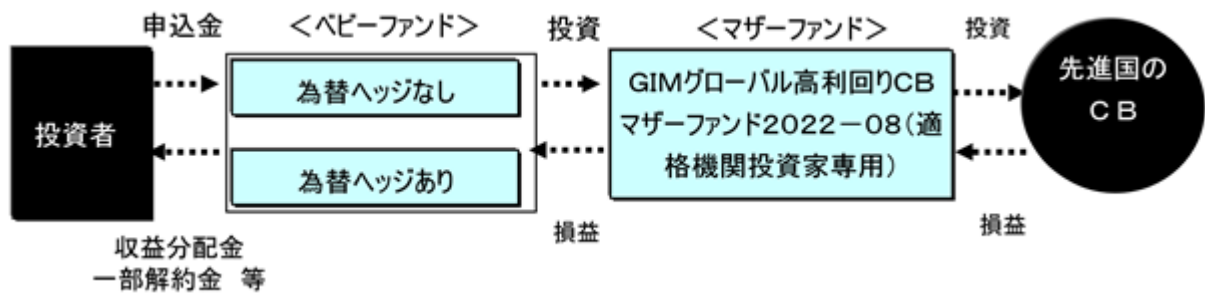 申込金
<ベビーファンド>
投資
<マザーファンド>
投資
投資者
為替ヘッジなし
為替ヘッジあり
GIMグローバル高利回りCB
マザーファンド2022-08(適
格機関投資家専用)
先進国の
CB
収益分配金
一部解約金 等
損益
損益